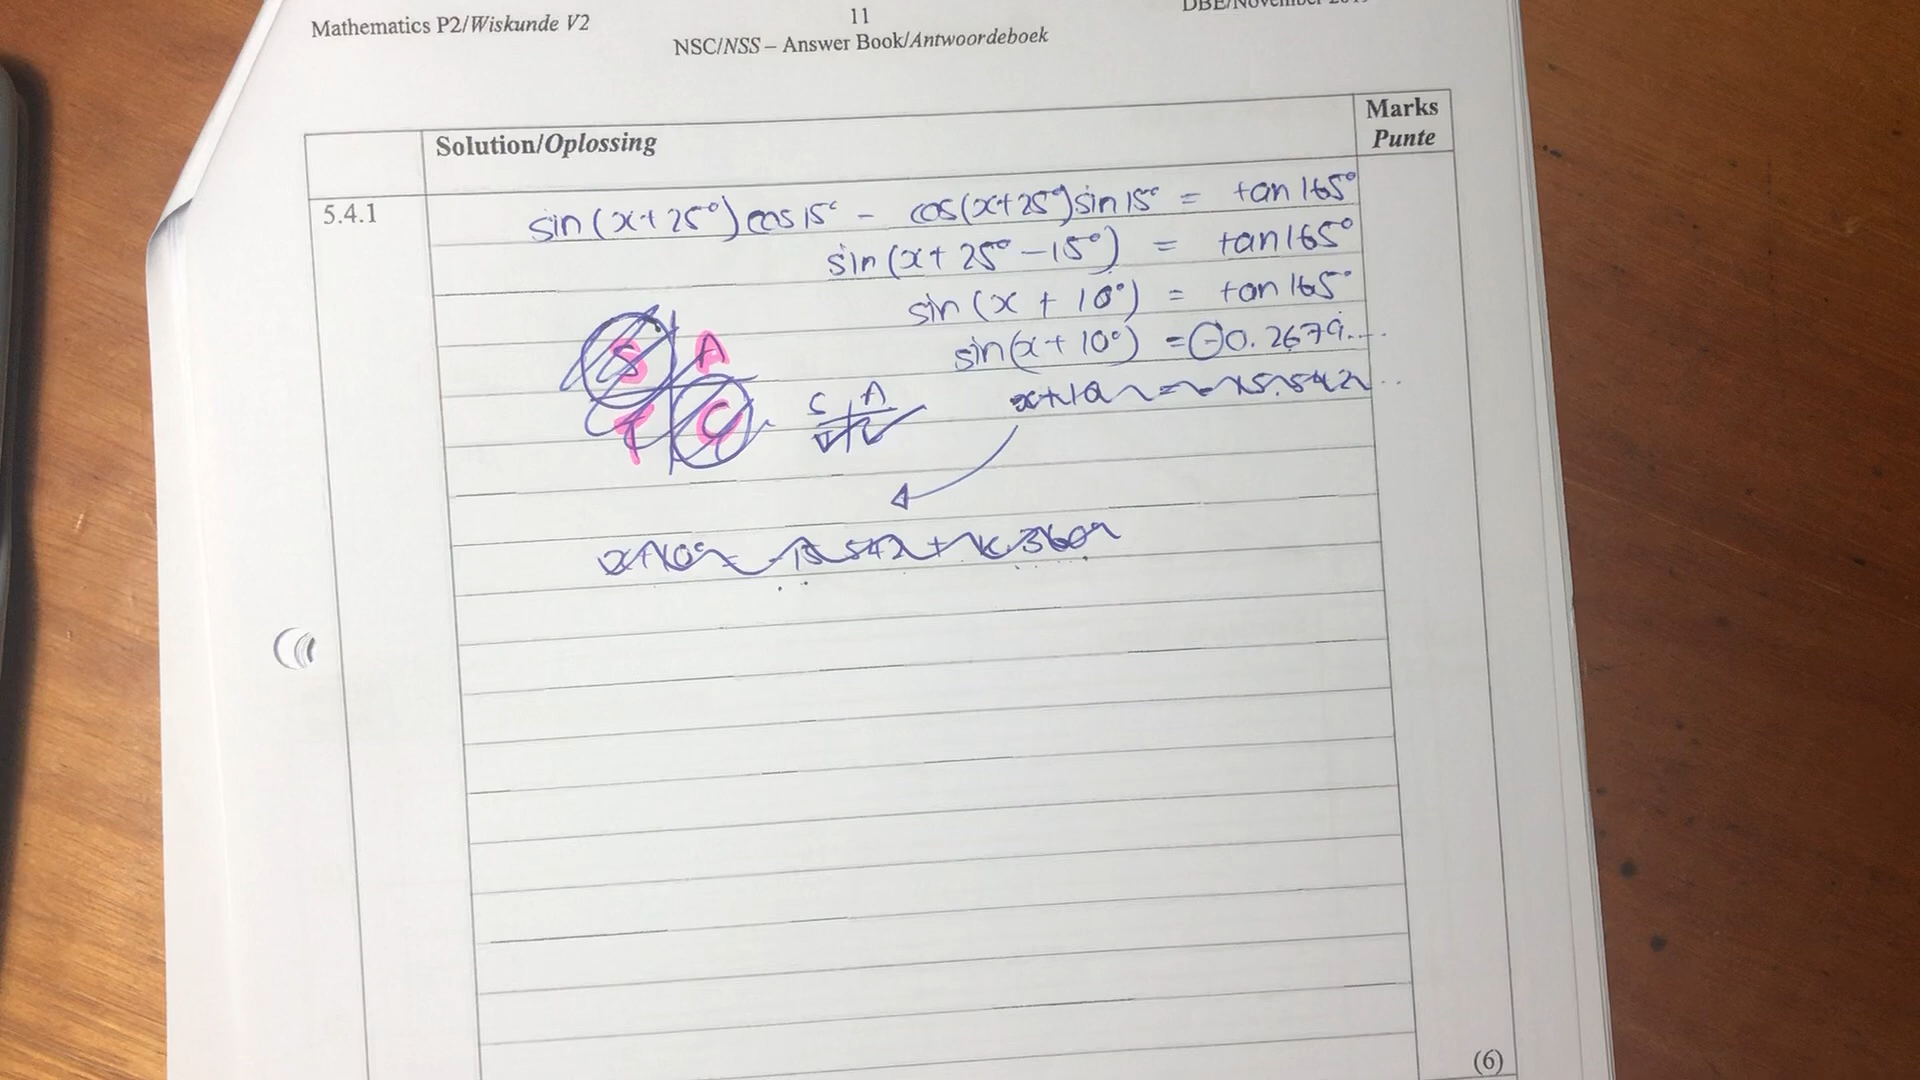 Mathematics P2/Wiskunde V2
11
NSC/NSS – Answer Book/Antwoordeboek
Solution/Oplossing
Marks
Punte
5.4.1
sin(x+25°)cos15° - cos(x+25°)sin15° = tan165°
sin(x+25°-15°) = tan165°
sin(x+10°) = tan165°
sin(x+10°) = -0.2679....
S A
T C
S A
T C
(6)